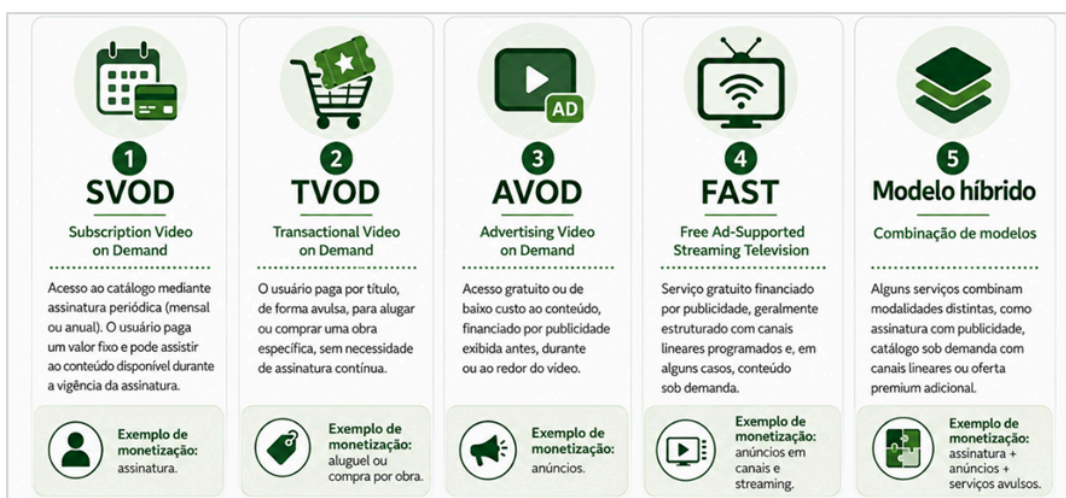 AD
1
SVOD
Subscription Video
on Demand
Acesso ao catálogo mediante
assinatura periódica (mensal
ou anual). O usuário paga
um valor fixo e pode assistir
ao conteúdo disponível durante
a vigência da assinatura.
Exemplo de
monetização:
assinatura.
2
TVOD
Transactional Video
on Demand
O usuário paga por título,
de forma avulsa, para alugar
ou comprar uma obra
específica, sem necessidade
de assinatura contínua.
Exemplo de
monetização:
aluguel ou
compra por obra.
3
AVOD
Advertising Video
on Demand
Acesso gratuito ou de
baixo custo ao conteúdo,
financiado por publicidade
exibida antes, durante
ou ao redor do vídeo.
Exemplo de
monetização:
anúncios.
4
FAST
Free Ad-Supported
Streaming Television
Serviço gratuito financiado
por publicidade, geralmente
estruturado com canais
lineares programados e, em
alguns casos, conteúdo
sob demanda.
Exemplo de
monetização:
anúncios em
canais e
streaming.
5
Modelo híbrido
Combinação de modelos
Alguns serviços combinam
modalidades distintas, como
assinatura com publicidade,
catálogo sob demanda com
canais lineares ou oferta
premium adicional.
Exemplo de
monetização:
assinatura +
anúncios +
serviços avulsos.